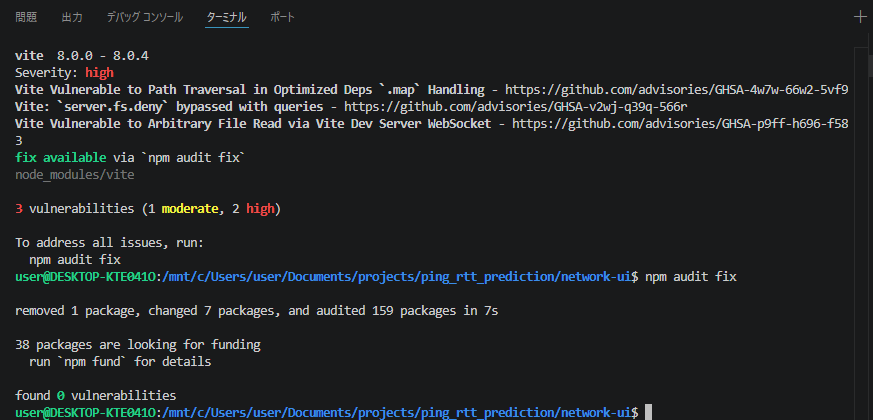 問題 出力 デバッグ コンソール ターミナル ポート
vite  8.0.0 - 8.0.4
Severity: high
Vite Vulnerable to Path Traversal in Optimized Deps `.map` Handling - https://github.com/advisories/GHSA-4w7w-66w2-5vf9
Vite: `server.fs.deny` bypassed with queries - https://github.com/advisories/GHSA-v2wj-q39q-566r
Vite Vulnerable to Arbitrary File Read via Vite Dev Server WebSocket - https://github.com/advisories/GHSA-p9ff-h696-f58
3
fix available via `npm audit fix`
node_modules/vite
3 vulnerabilities (1 moderate, 2 high)
To address all issues, run:
  npm audit fix
user@DESKTOP-KTE041O:/mnt/c/Users/user/Documents/projects/ping_rtt_prediction/network-ui$ npm audit fix
removed 1 package, changed 7 packages, and audited 159 packages in 7s
38 packages are looking for funding
  run `npm fund` for details
found 0 vulnerabilities
user@DESKTOP-KTE041O:/mnt/c/Users/user/Documents/projects/ping_rtt_prediction/network-ui$